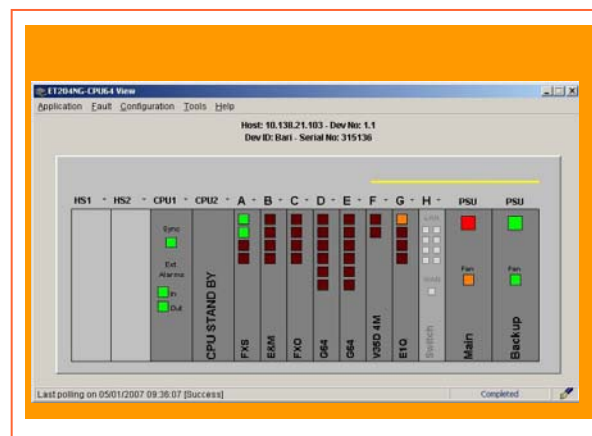 ET204NG-CPU64 View
Application Fault Configuration Tools Help
Host: 10.138.21.103 - Dev No: 1.1
Dev ID: Bari - Serial No: 315136
HS1 - HS2 - CPU1 - CPU2 - A - B - C - D - E - F - G - H - PSU PSU
Sync
Ext
Alarms
In
Out
CPU STAND BY
FXS
E&M
FXO
G64
G64
V35D 4M
E1Q
LAN
WAN
Switch
Fan
Main
Fan
Backup
Last polling on 05/01/2007 09:36:07 [Success]
Completed